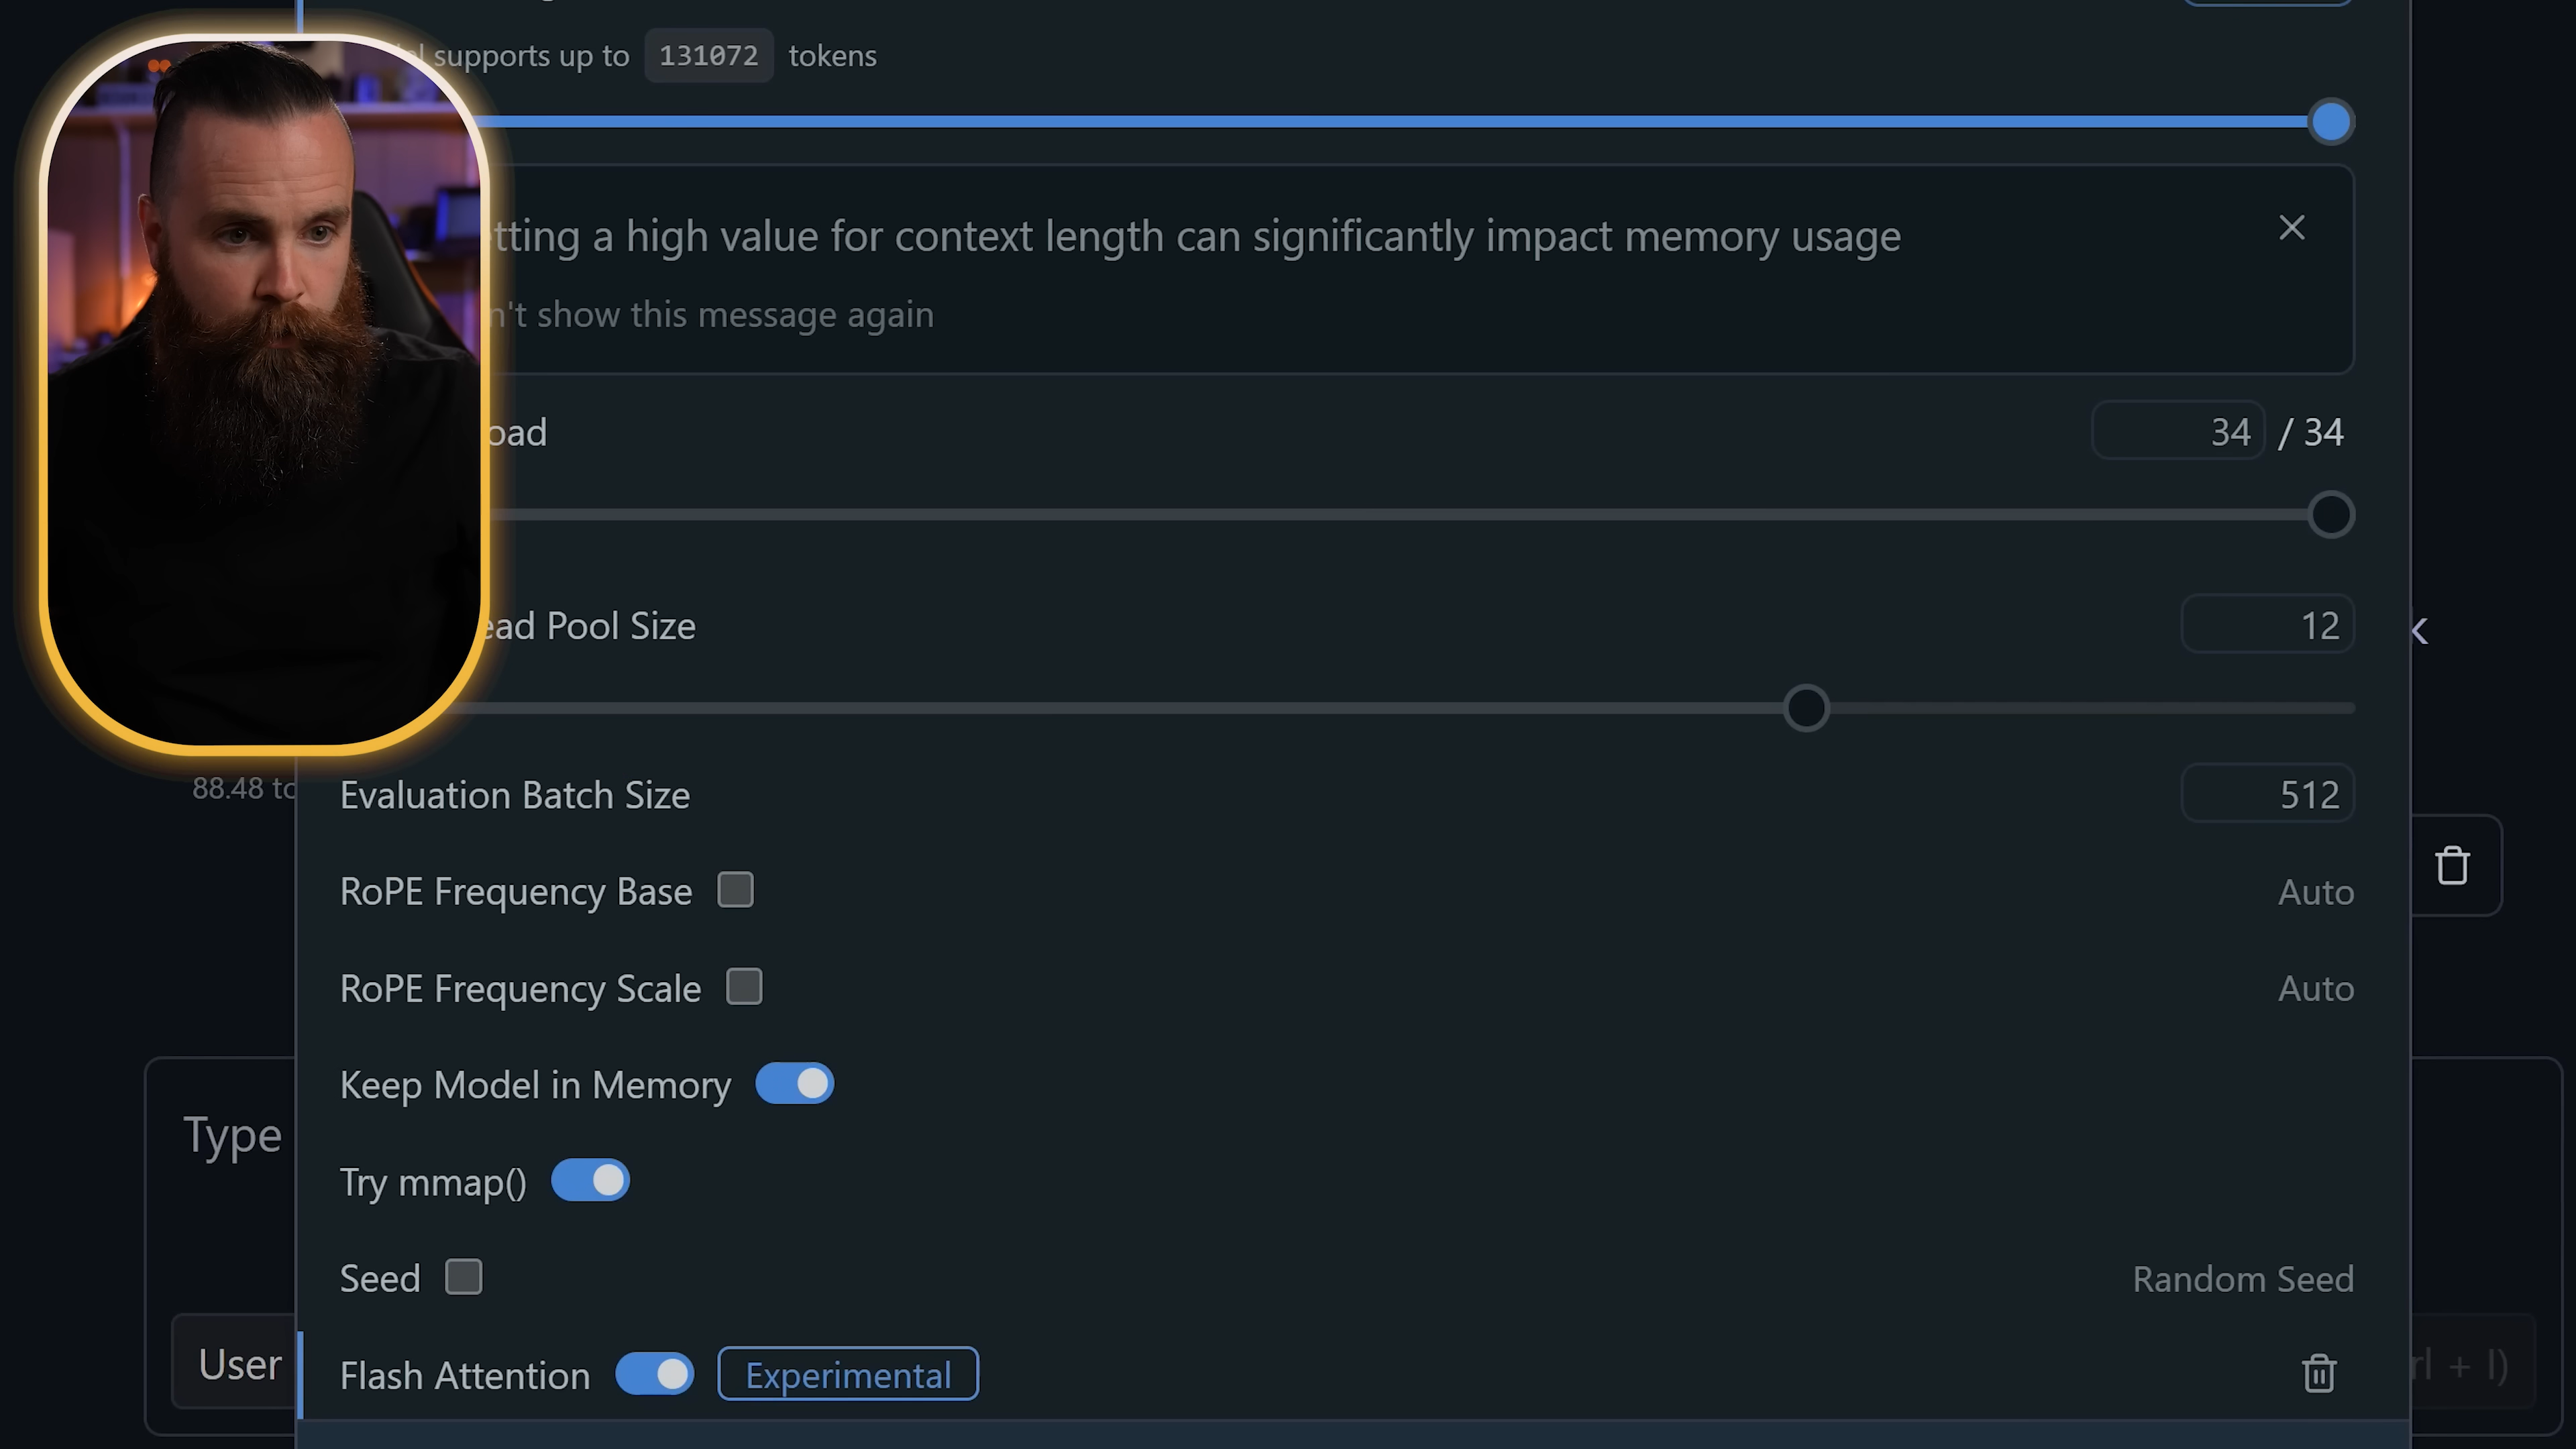 supports up to 131072 tokens
tting a high value for context length can significantly impact memory usage
n't show this message again
oad 34 / 34
ead Pool Size 12
88.48 to
Evaluation Batch Size 512
RoPE Frequency Base Auto
RoPE Frequency Scale Auto
Keep Model in Memory
Type
Try mmap()
Seed Random Seed
User
Flash Attention Experimental
rl + I)